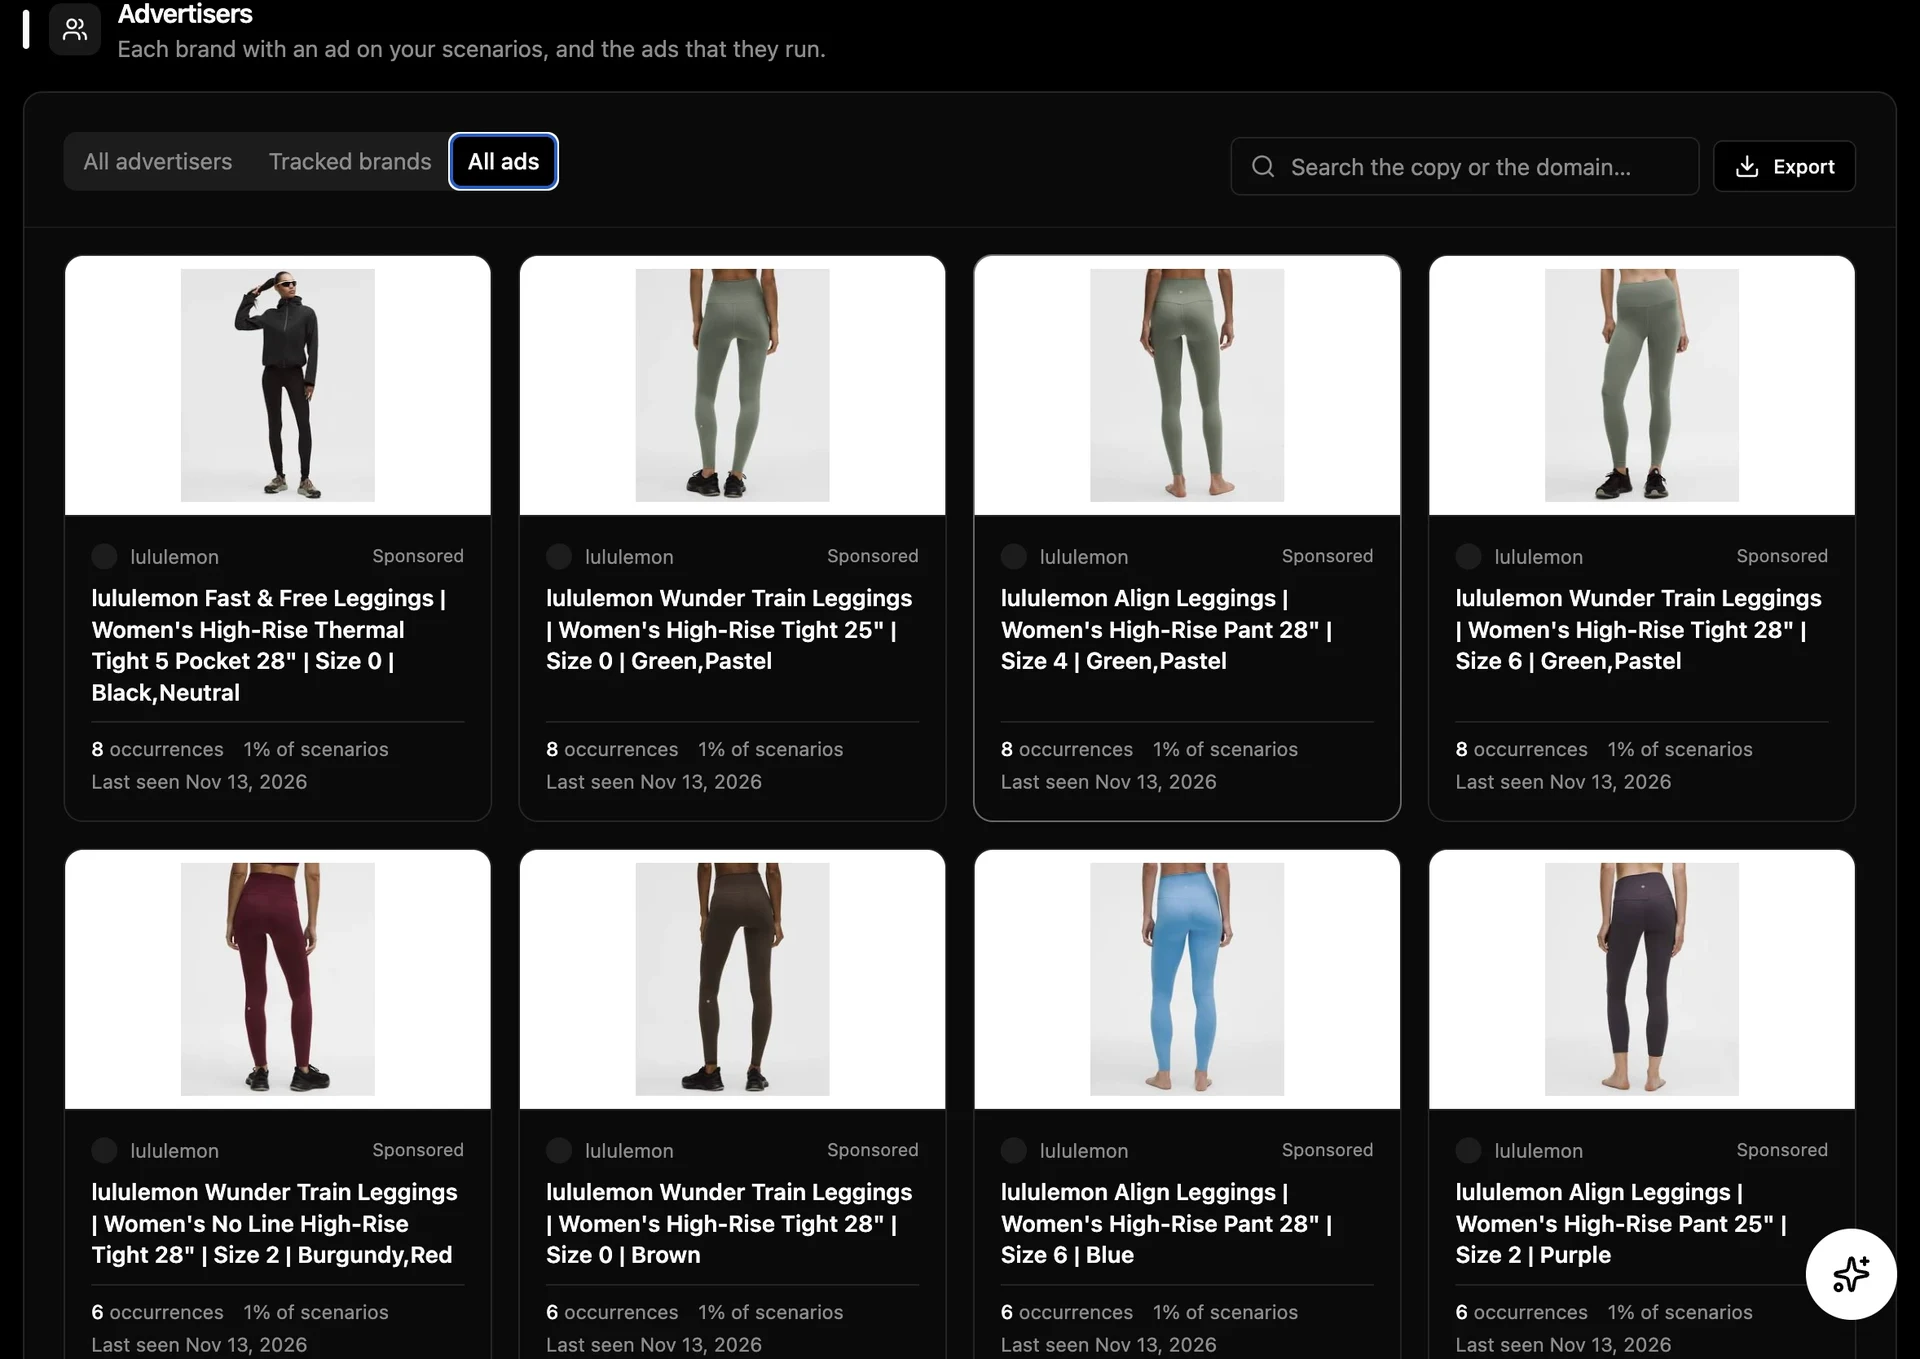 Advertisers
Each brand with an ad on your scenarios, and the ads that they run.
All advertisers
Tracked brands
All ads
Search the copy or the domain...
Export
lululemon
Sponsored
lululemon Fast & Free Leggings |
Women's High-Rise Thermal
Tight 5 Pocket 28" | Size 0 |
Black,Neutral
8 occurrences
1% of scenarios
Last seen Nov 13, 2026
lululemon
Sponsored
lululemon Wunder Train Leggings
| Women's High-Rise Tight 25" |
Size 0 | Green,Pastel
8 occurrences
1% of scenarios
Last seen Nov 13, 2026
lululemon
Sponsored
lululemon Align Leggings |
Women's High-Rise Pant 28" |
Size 4 | Green,Pastel
8 occurrences
1% of scenarios
Last seen Nov 13, 2026
lululemon
Sponsored
lululemon Wunder Train Leggings
| Women's High-Rise Tight 28" |
Size 6 | Green,Pastel
8 occurrences
1% of scenarios
Last seen Nov 13, 2026
lululemon
Sponsored
lululemon Wunder Train Leggings
| Women's No Line High-Rise
Tight 28" | Size 2 | Burgundy,Red
6 occurrences
1% of scenarios
Last seen Nov 13, 2026
lululemon
Sponsored
lululemon Wunder Train Leggings
| Women's High-Rise Tight 28" |
Size 0 | Brown
6 occurrences
1% of scenarios
Last seen Nov 13, 2026
lululemon
Sponsored
lululemon Align Leggings |
Women's High-Rise Pant 28" |
Size 6 | Blue
6 occurrences
1% of scenarios
Last seen Nov 13, 2026
lululemon
Sponsored
lululemon Align Leggings |
Women's High-Rise Pant 25" |
Size 2 | Purple
6 occurrences
1% of scenarios
Last seen Nov 13, 2026